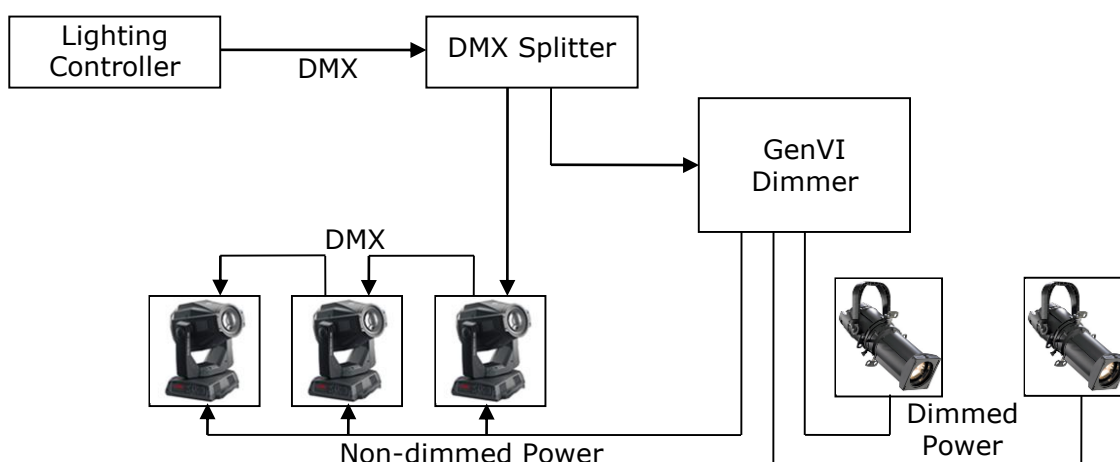 Lighting
Controller
DMX
DMX Splitter
GenVI
Dimmer
DMX
Dimmed
Power
Non-dimmed Power